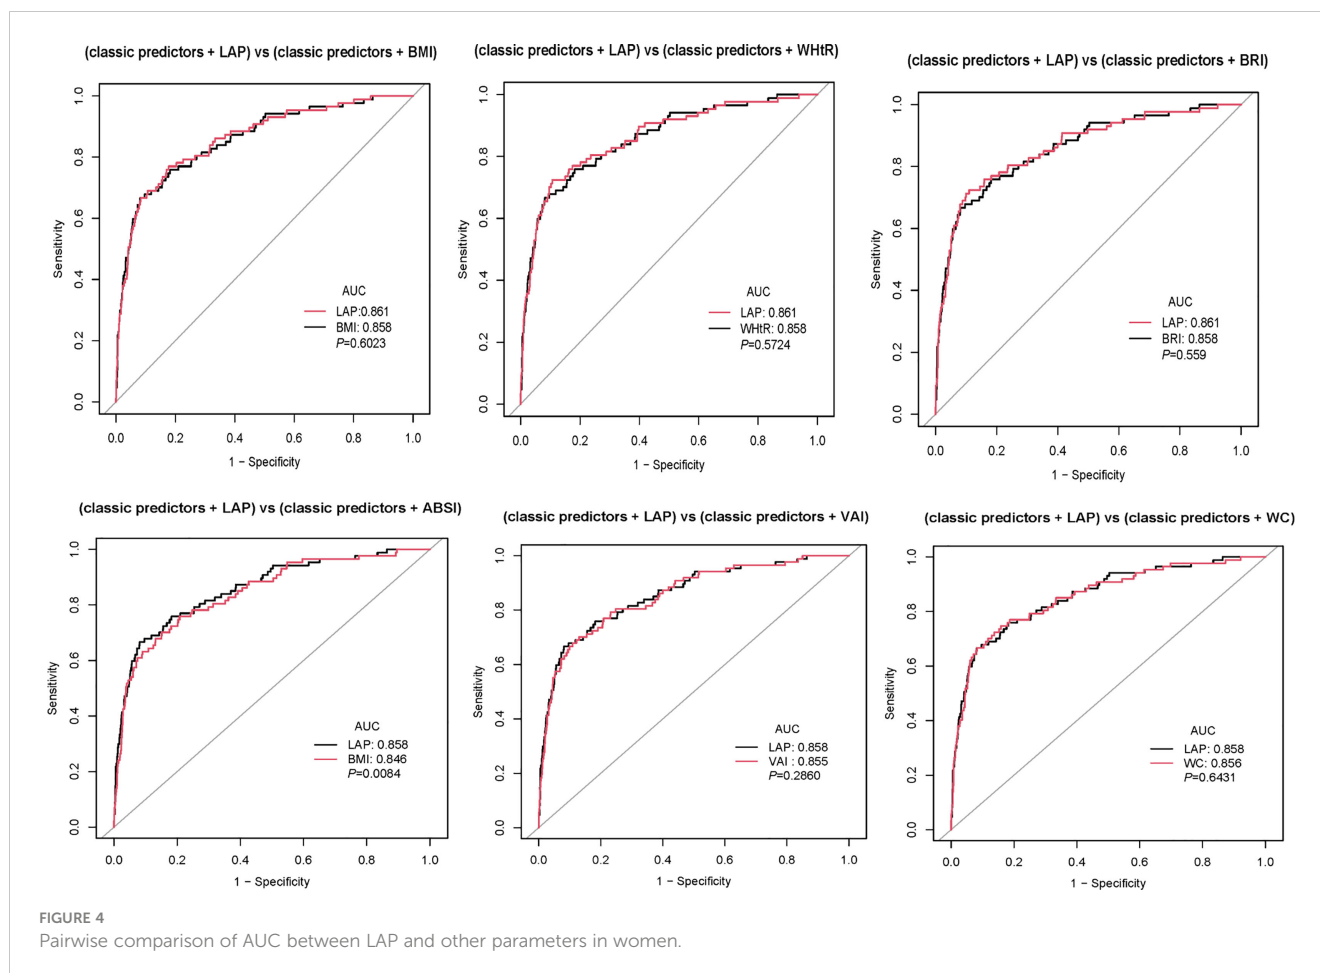 (classic predictors + LAP) vs (classic predictors + BMI)
1.0
0.8
0.6
0.4
0.2
0.0
Sensitivity
AUC
LAP:0.861
BMI: 0.858
P=0.6023
0.0 0.2 0.4 0.6 0.8 1.0
1 − Specificity
(classic predictors + LAP) vs (classic predictors + WHtR)
1.0
0.8
0.6
0.4
0.2
0.0
Sensitivity
AUC
LAP: 0.861
WHtR: 0.858
P=0.5724
0.0 0.2 0.4 0.6 0.8 1.0
1 − Specificity
(classic predictors + LAP) vs (classic predictors + BRI)
1.0
0.8
0.6
0.4
0.2
0.0
Sensitivity
AUC
LAP: 0.861
BRI: 0.858
P=0.559
0.0 0.2 0.4 0.6 0.8 1.0
1 − Specificity
(classic predictors + LAP) vs (classic predictors + ABSI)
1.0
0.8
0.6
0.4
0.2
0.0
Sensitivity
AUC
LAP: 0.858
BMI: 0.846
P=0.0084
0.0 0.2 0.4 0.6 0.8 1.0
1 − Specificity
(classic predictors + LAP) vs (classic predictors + VAI)
1.0
0.8
0.6
0.4
0.2
0.0
Sensitivity
AUC
LAP: 0.858
VAI : 0.855
P=0.2860
0.0 0.2 0.4 0.6 0.8 1.0
1 − Specificity
(classic predictors + LAP) vs (classic predictors + WC)
1.0
0.8
0.6
0.4
0.2
0.0
Sensitivity
AUC
LAP: 0.858
WC: 0.856
P=0.6431
0.0 0.2 0.4 0.6 0.8 1.0
1 − Specificity
FIGURE 4
Pairwise comparison of AUC between LAP and other parameters in women.